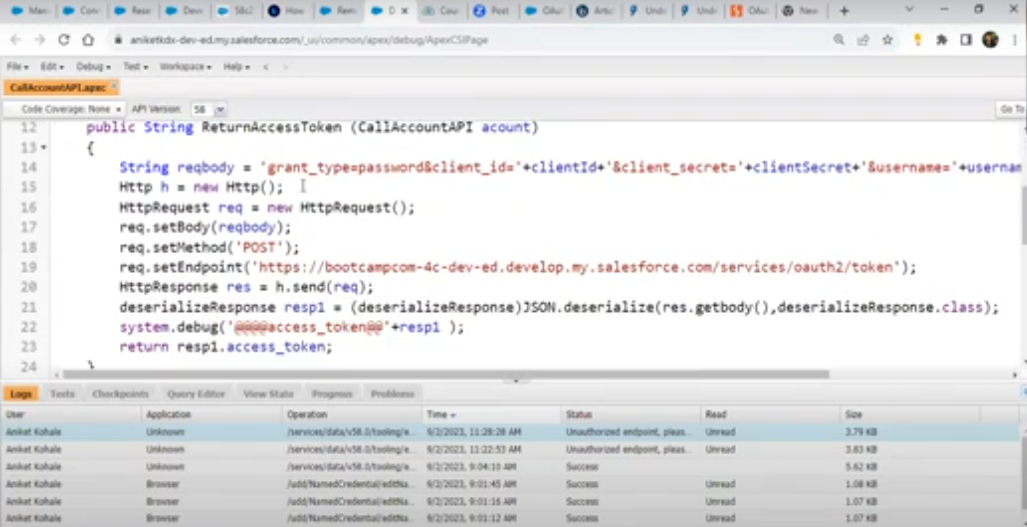 Man
Con
Rese
Dev
58c2
How
Rem
D
Cou
Post
OAu
Artic
Und
Und
OAu
New
aniketkdx-dev-ed.my.salesforce.com/_ui/common/apex/debug/ApexCSIPage
File Edit Debug Test Workspace Help < >
CallAccountAPI.apxc
Code Coverage: None API Version: 58 Go To
12 public String ReturnAccessToken (CallAccountAPI acount)
13 {
14 String reqbody = 'grant_type=password&client_id='+clientId+'&client_secret='+clientSecret+'&username='+usernam
15 Http h = new Http();
16 HttpRequest req = new HttpRequest();
17 req.setBody(reqbody);
18 req.setMethod('POST');
19 req.setEndpoint('https://bootcampcom-4c-dev-ed.develop.my.salesforce.com/services/oauth2/token');
20 HttpResponse res = h.send(req);
21 deserializeResponse resp1 = (deserializeResponse)JSON.deserialize(res.getbody(),deserializeResponse.class);
22 system.debug('@@@@access_token@@'+resp1 );
23 return resp1.access_token;
24 }
Logs Tests Checkpoints Query Editor View State Progress Problems
User Application Operation Time Status Read Size
Aniket Kohale Unknown /services/data/v58.0/tooling/e... 9/2/2023, 11:28:28 AM Unauthorized endpoint, pleas... Unread 3.79 KB
Aniket Kohale Unknown /services/data/v58.0/tooling/e... 9/2/2023, 11:22:53 AM Unauthorized endpoint, pleas... Unread 3.83 KB
Aniket Kohale Unknown /services/data/v58.0/tooling/e... 9/2/2023, 9:04:10 AM Success 5.62 KB
Aniket Kohale Browser /udd/NamedCredential/editNa... 9/2/2023, 9:01:45 AM Success Unread 1.08 KB
Aniket Kohale Browser /udd/NamedCredential/editNa... 9/2/2023, 9:01:16 AM Success Unread 1.07 KB
Aniket Kohale Browser /udd/NamedCredential/editNa... 9/2/2023, 9:01:12 AM Success Unread 1.07 KB